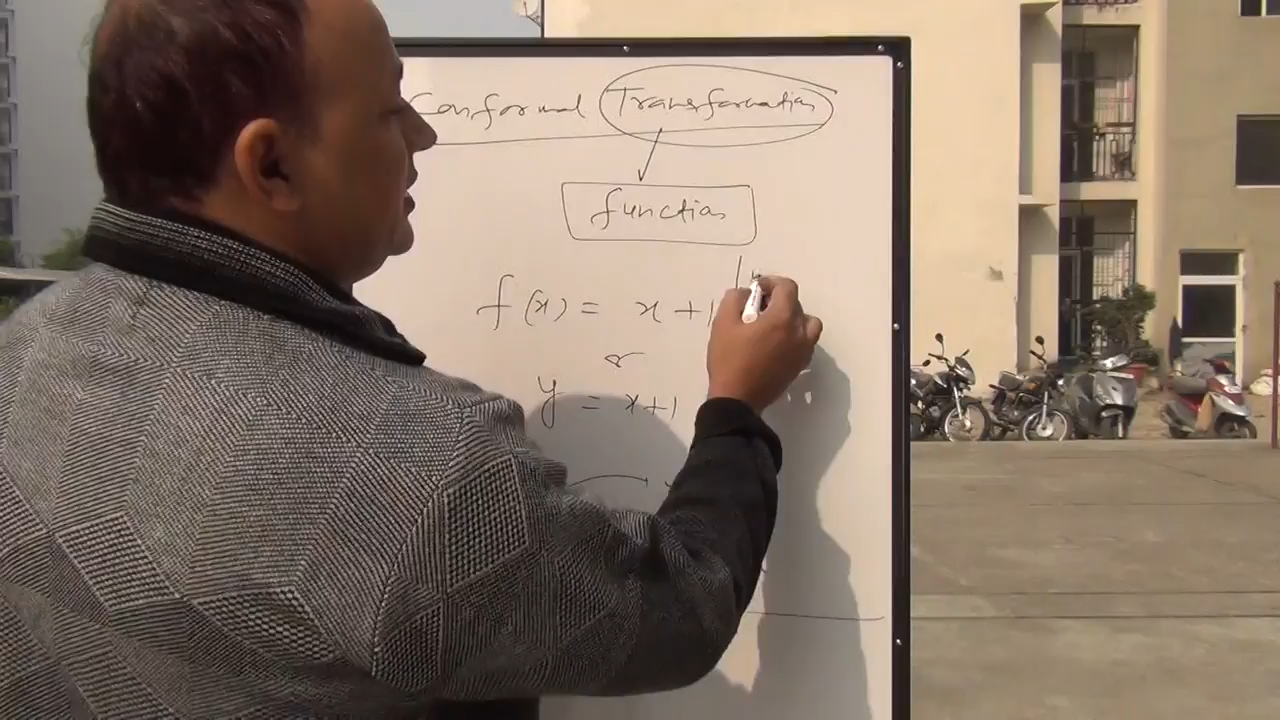 Conformal Transformation
function
f(x) = x+1
or
y = x+1